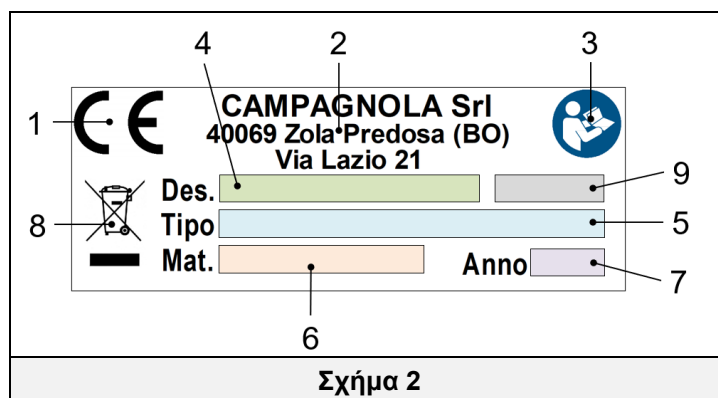 4 2 3
1 CE CAMPAGNOLA Srl
40069 Zola Predosa (BO)
Via Lazio 21
Des. 9
8 Tipo 5
Mat. Anno
6 7
Σχήμα 2